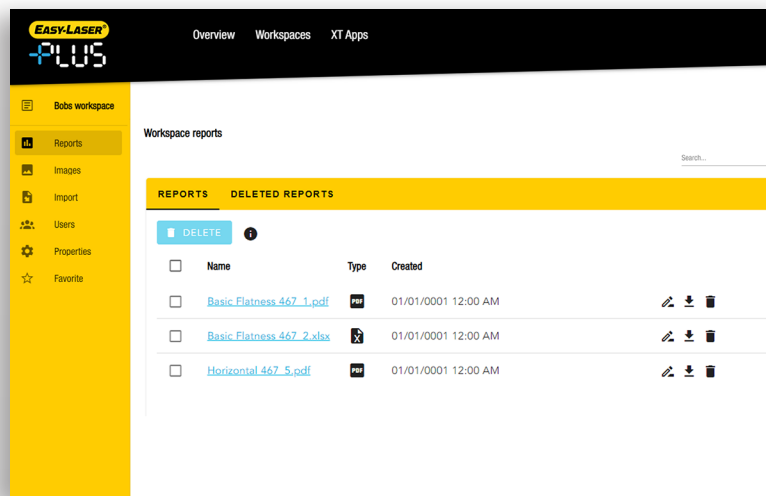 EASY-LASER®
+PLUS
Overview Workspaces XT Apps
Bobs workspace
Reports
Images
Import
Users
Properties
Favorite
Workspace reports
Search...
REPORTS DELETED REPORTS
DELETE
Name Type Created
Basic Flatness 467_1.pdf PDF 01/01/0001 12:00 AM
Basic Flatness 467_2.xlsx X 01/01/0001 12:00 AM
Horizontal 467_5.pdf PDF 01/01/0001 12:00 AM